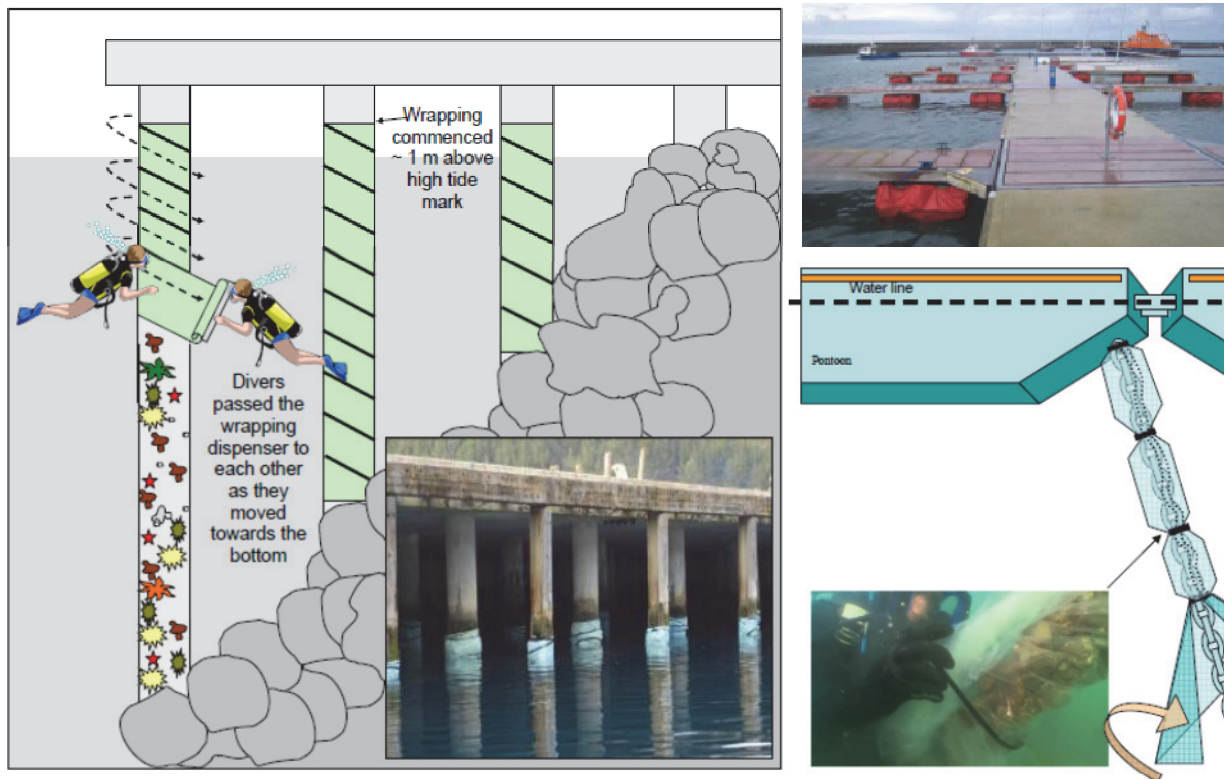 Wrapping
commenced
~ 1 m above
high tide
mark
Divers
passed the
wrapping
dispenser to
each other
as they
moved
towards the
bottom
Water line
Pontoon